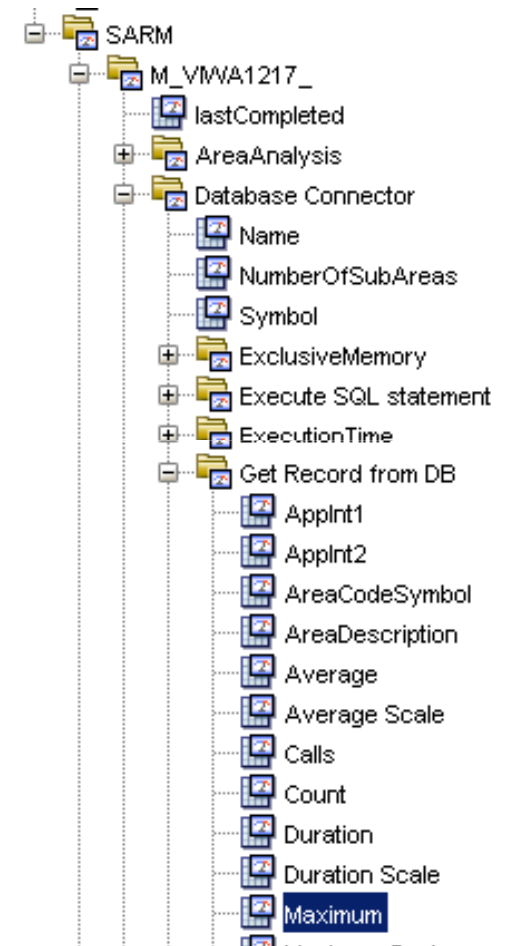 SARM
M_VMWA1217_
lastCompleted
AreaAnalysis
Database Connector
Name
NumberOfSubAreas
Symbol
ExclusiveMemory
Execute SQL statement
ExecutionTime
Get Record from DB
AppInt1
AppInt2
AreaCodeSymbol
AreaDescription
Average
Average Scale
Calls
Count
Duration
Duration Scale
Maximum